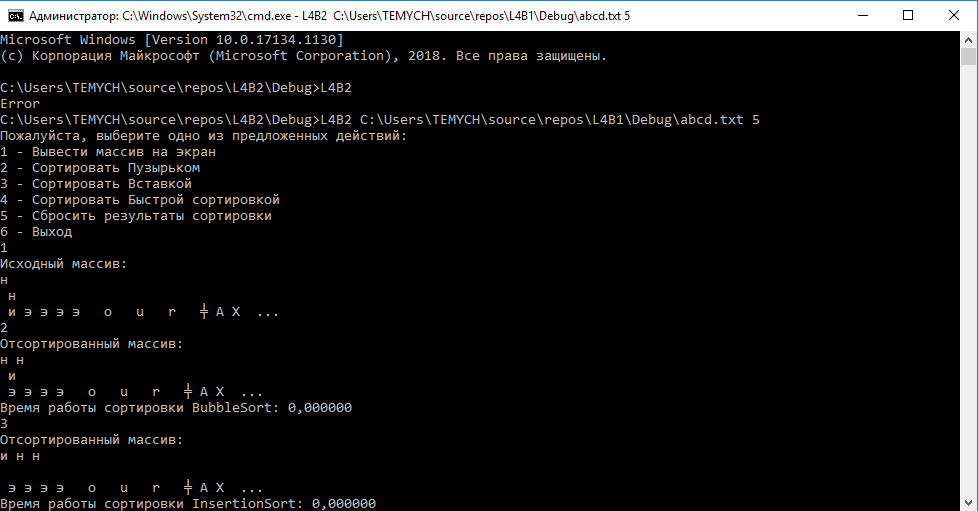 Администратор: C:\Windows\System32\cmd.exe - L4B2 C:\Users\TEMYCH\source\repos\L4B1\Debug\abcd.txt 5
Microsoft Windows [Version 10.0.17134.1130]
(c) Корпорация Майкрософт (Microsoft Corporation), 2018. Все права защищены.
C:\Users\TEMYCH\source\repos\L4B2\Debug>L4B2
Error
C:\Users\TEMYCH\source\repos\L4B2\Debug>L4B2 C:\Users\TEMYCH\source\repos\L4B1\Debug\abcd.txt 5
Пожалуйста, выберите одно из предложенных действий:
1 - Вывести массив на экран
2 - Сортировать Пузырьком
3 - Сортировать Вставкой
4 - Сортировать Быстрой сортировкой
5 - Сбросить результаты сортировки
6 - Выход
1
Исходный массив:
н
н
и э э э э   o   u   r   ╪ A X  ...
2
Отсортированный массив:
н н
и
э э э э   o   u   r   ╪ A X  ...
Время работы сортировки BubbleSort: 0,000000
3
Отсортированный массив:
и н н
э э э э   o   u   r   ╪ A X  ...
Время работы сортировки InsertionSort: 0,000000